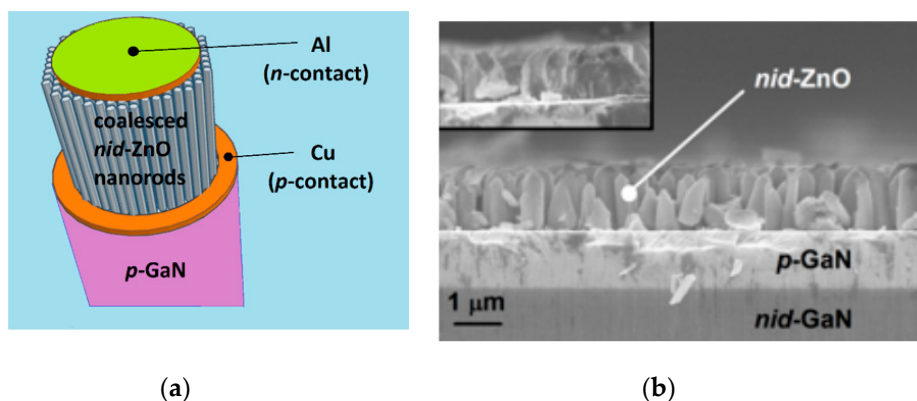 Al
(n-contact)
coalesced
nid-ZnO
nanorods
Cu
(p-contact)
p-GaN
nid-ZnO
p-GaN
1 μm
nid-GaN
(a)
(b)